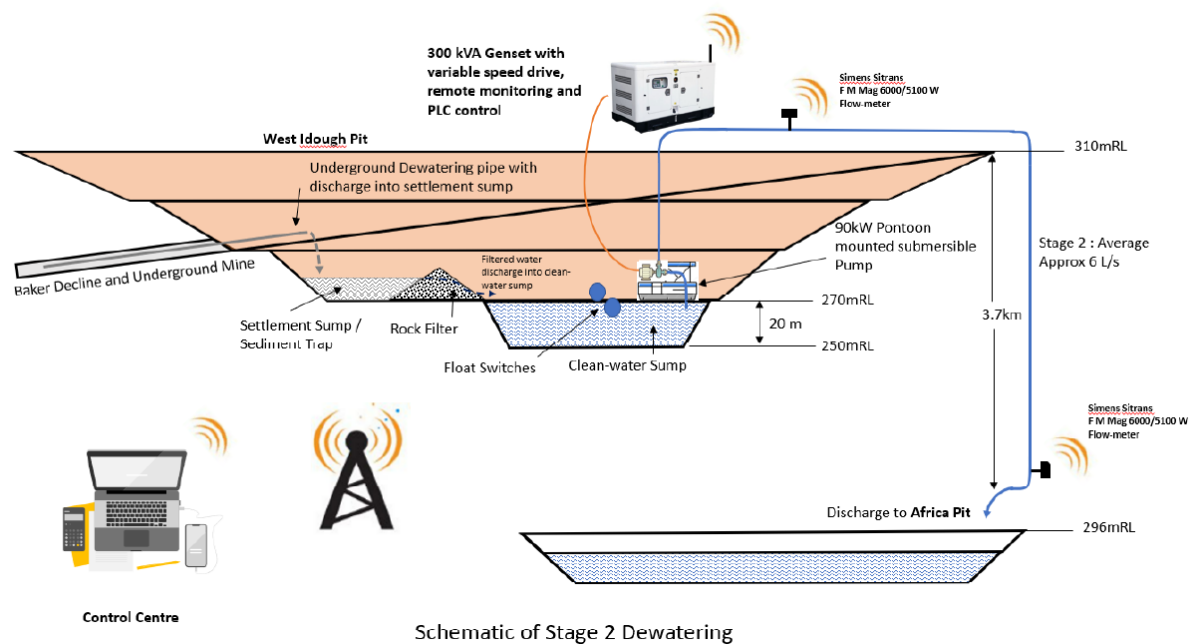 300 kVA Genset with
variable speed drive,
remote monitoring and
PLC control
Simens Sitrans
F M Mag 6000/5100 W
Flow-meter
West Idough Pit
310mRL
Underground Dewatering pipe with
discharge into settlement sump
90kW Pontoon
mounted submersible
Pump
Stage 2 : Average
Approx 6 L/s
Baker Decline and Underground Mine
Filtered water
discharge into clean-
water sump
270mRL
3.7km
Settlement Sump /
Sediment Trap
Rock Filter
20 m
250mRL
Float Switches
Clean-water Sump
Simens Sitrans
F M Mag 6000/5100 W
Flow-meter
Discharge to Africa Pit
296mRL
Control Centre
Schematic of Stage 2 Dewatering